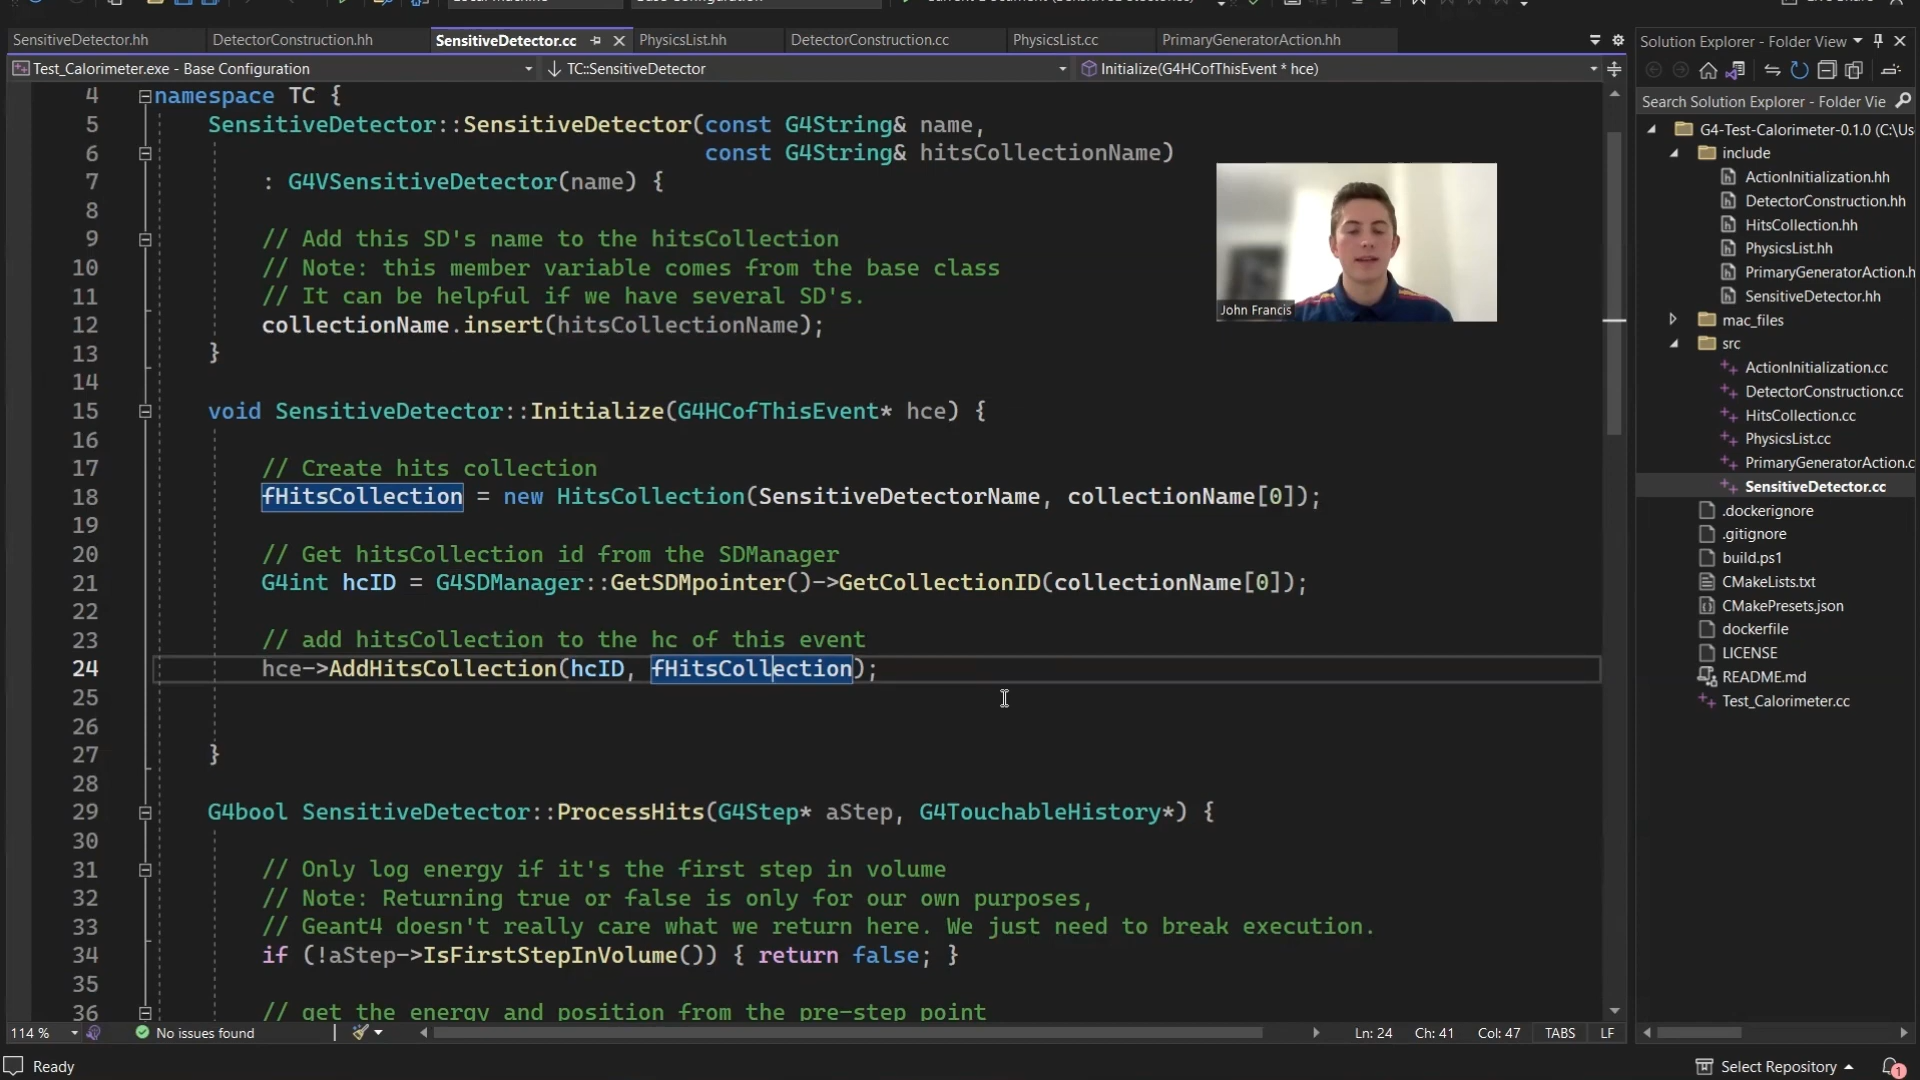 SensitiveDetector.hh
DetectorConstruction.hh
SensitiveDetector.cc
PhysicsList.hh
DetectorConstruction.cc
PhysicsList.cc
PrimaryGeneratorAction.hh
Solution Explorer - Folder View
Test_Calorimeter.exe - Base Configuration
TC::SensitiveDetector
Initialize(G4HCofThisEvent * hce)
Search Solution Explorer - Folder Vie
4 namespace TC {
5 SensitiveDetector::SensitiveDetector(const G4String& name,
6 const G4String& hitsCollectionName)
7 : G4VSensitiveDetector(name) {
8
9 // Add this SD's name to the hitsCollection
10 // Note: this member variable comes from the base class
11 // It can be helpful if we have several SD's.
12 collectionName.insert(hitsCollectionName);
13 }
14
15 void SensitiveDetector::Initialize(G4HCofThisEvent* hce) {
16
17 // Create hits collection
18 fHitsCollection = new HitsCollection(SensitiveDetectorName, collectionName[0]);
19
20 // Get hitsCollection id from the SDManager
21 G4int hcID = G4SDManager::GetSDMpointer()->GetCollectionID(collectionName[0]);
22
23 // add hitsCollection to the hc of this event
24 hce->AddHitsCollection(hcID, fHitsCollection);
25
26
27 }
28
29 G4bool SensitiveDetector::ProcessHits(G4Step* aStep, G4TouchableHistory*) {
30
31 // Only log energy if it's the first step in volume
32 // Note: Returning true or false is only for our own purposes,
33 // Geant4 doesn't really care what we return here. We just need to break execution.
34 if (!aStep->IsFirstStepInVolume()) { return false; }
35
36 // get the energy and position from the pre-step point
John Francis
G4-Test-Calorimeter-0.1.0 (C:\Us
include
ActionInitialization.hh
DetectorConstruction.hh
HitsCollection.hh
PhysicsList.hh
PrimaryGeneratorAction.h
SensitiveDetector.hh
mac_files
src
ActionInitialization.cc
DetectorConstruction.cc
HitsCollection.cc
PhysicsList.cc
PrimaryGeneratorAction.c
SensitiveDetector.cc
.dockerignore
.gitignore
build.ps1
CMakeLists.txt
CMakePresets.json
dockerfile
LICENSE
README.md
Test_Calorimeter.cc
114 %
No issues found
Ln: 24
Ch: 41
Col: 47
TABS
LF
Ready
Select Repository
1